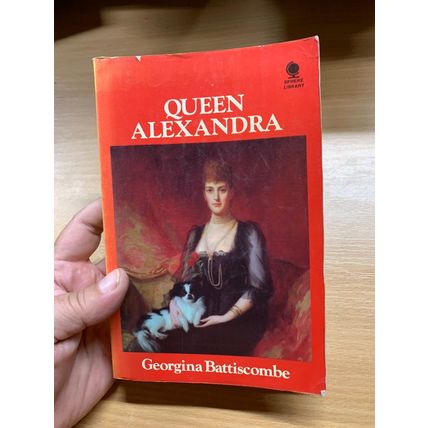 SPHERE
LIBRARY
QUEEN
ALEXANDRA
Georgina Battiscombe